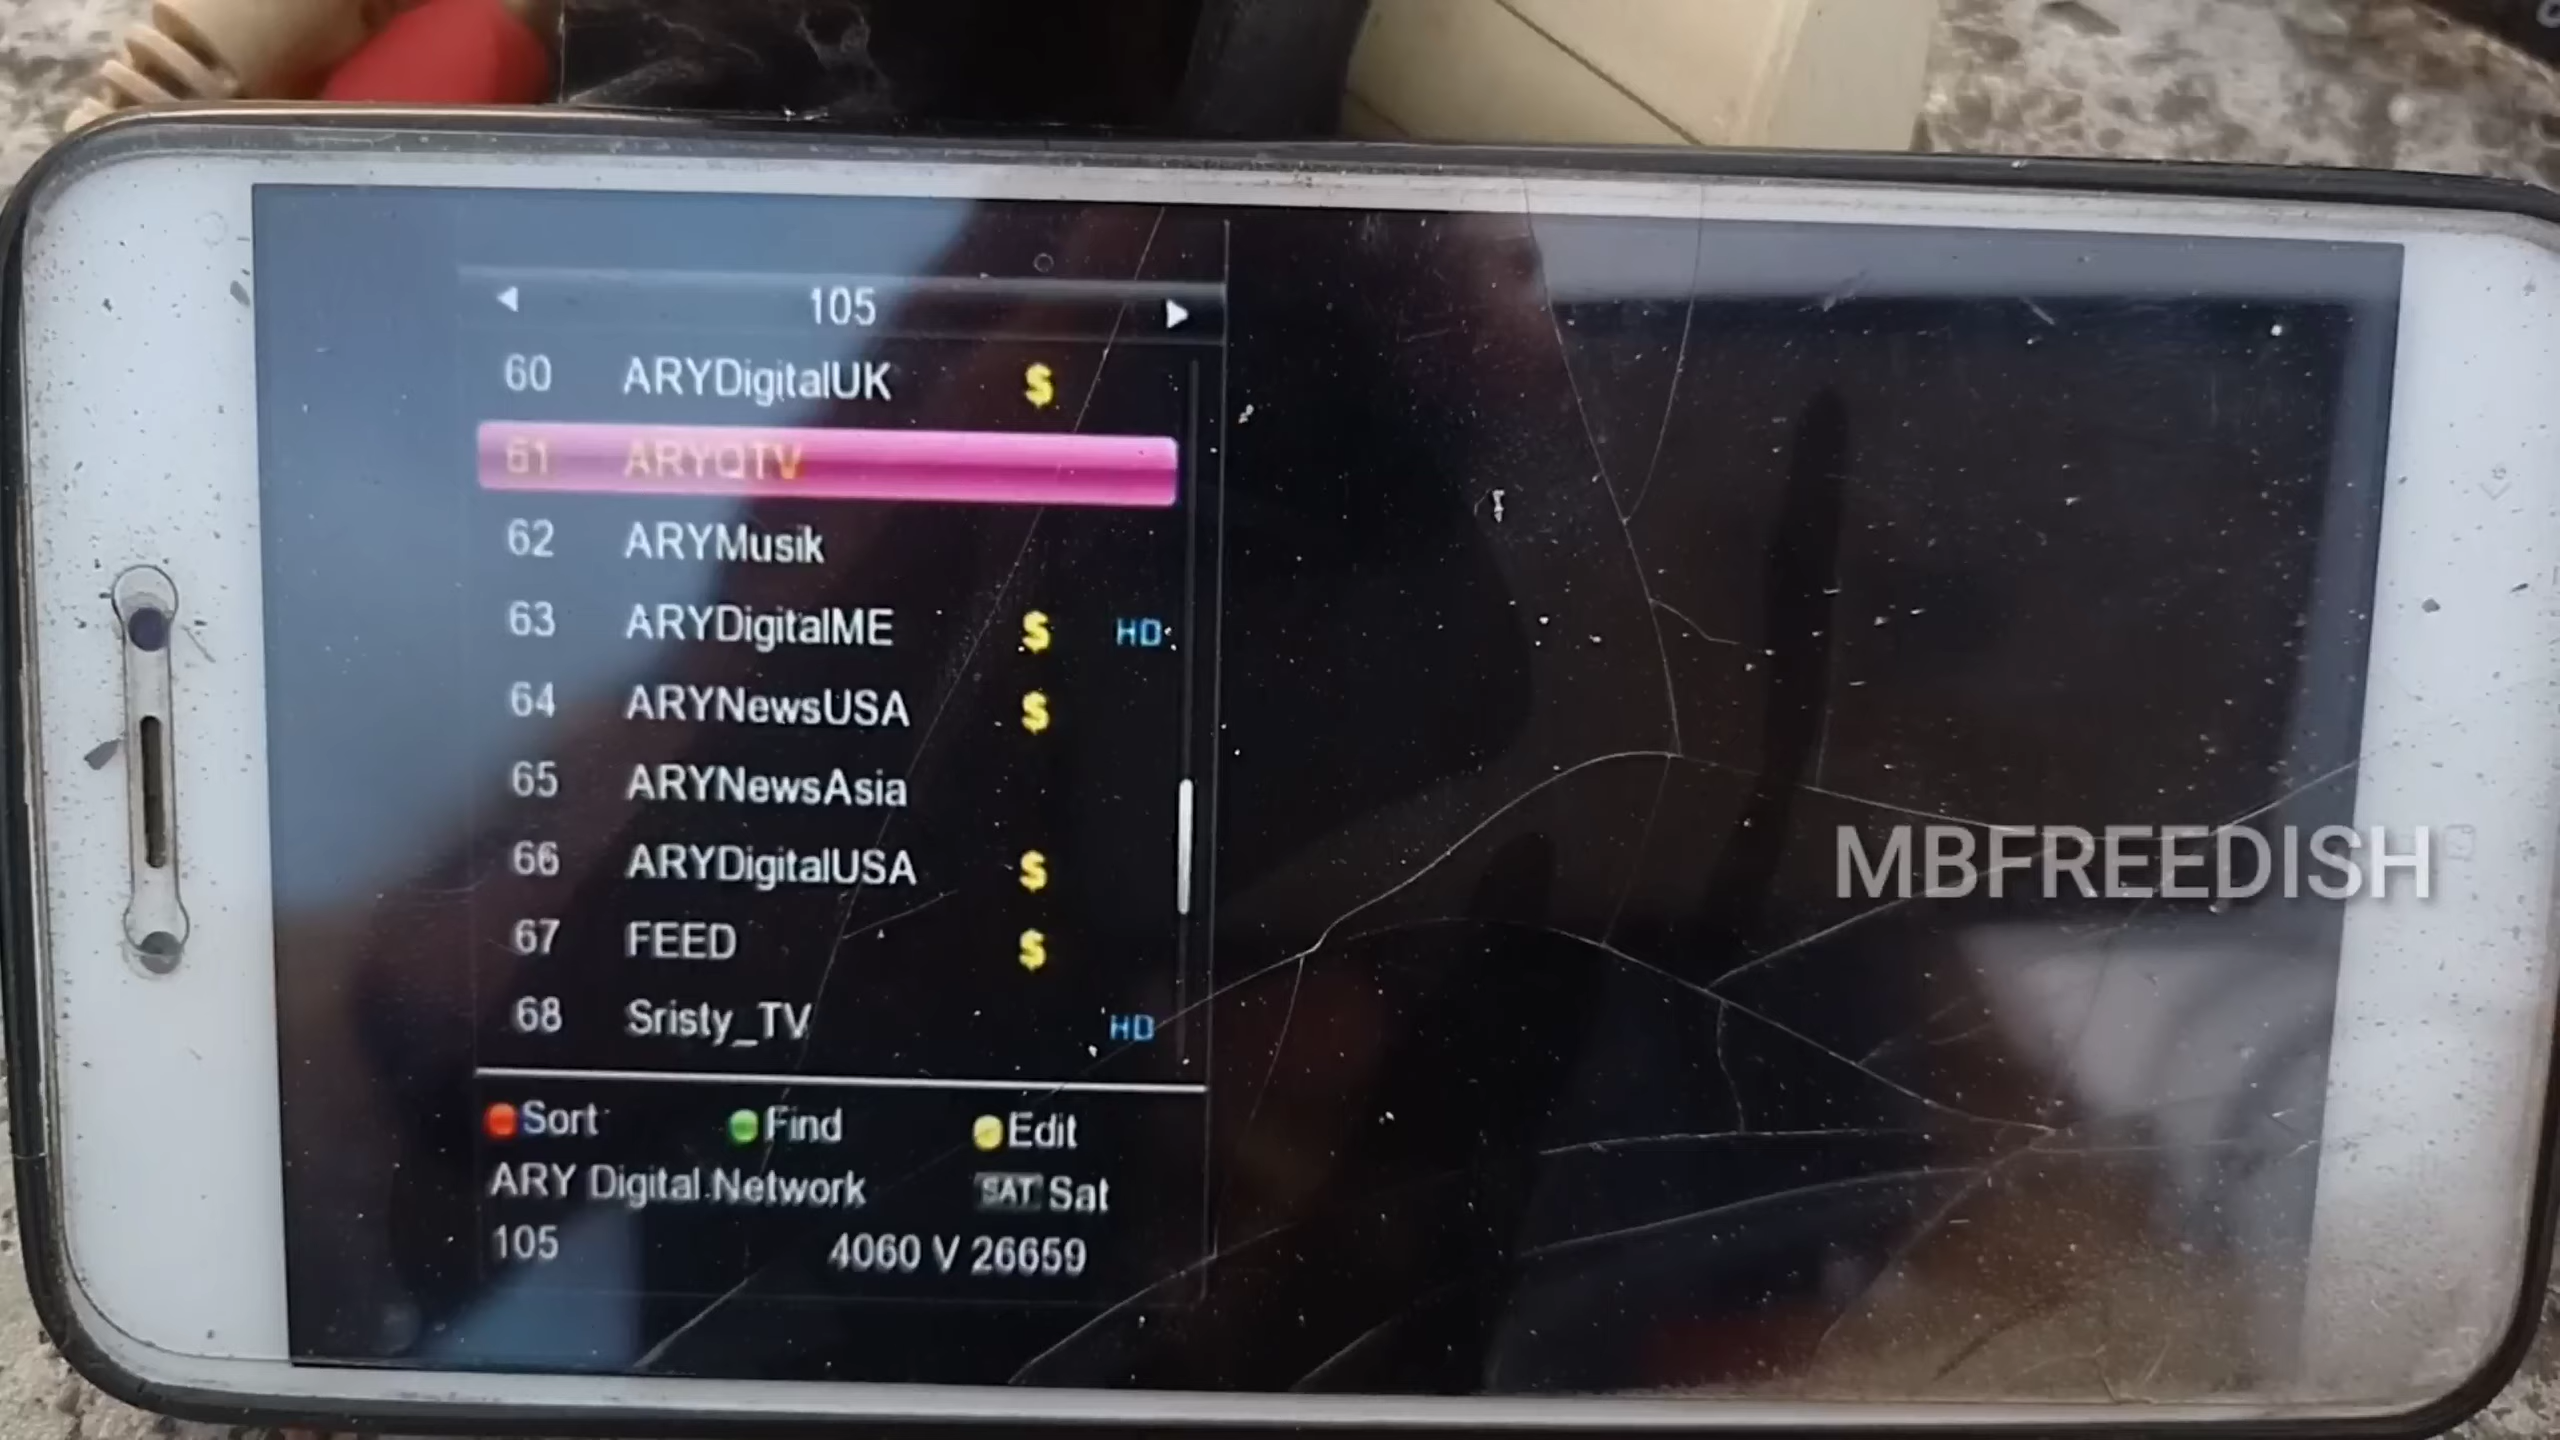 105
60 ARYDigitalUK $
61 ARYQTV
62 ARYMusik
63 ARYDigitalME $ HD
64 ARYNewsUSA $
65 ARYNewsAsia
66 ARYDigitalUSA $
67 FEED $
68 Sristy_TV HD
Sort Find Edit
ARY Digital Network SAT Sat
105 4060 V 26659
MBFREEDISH